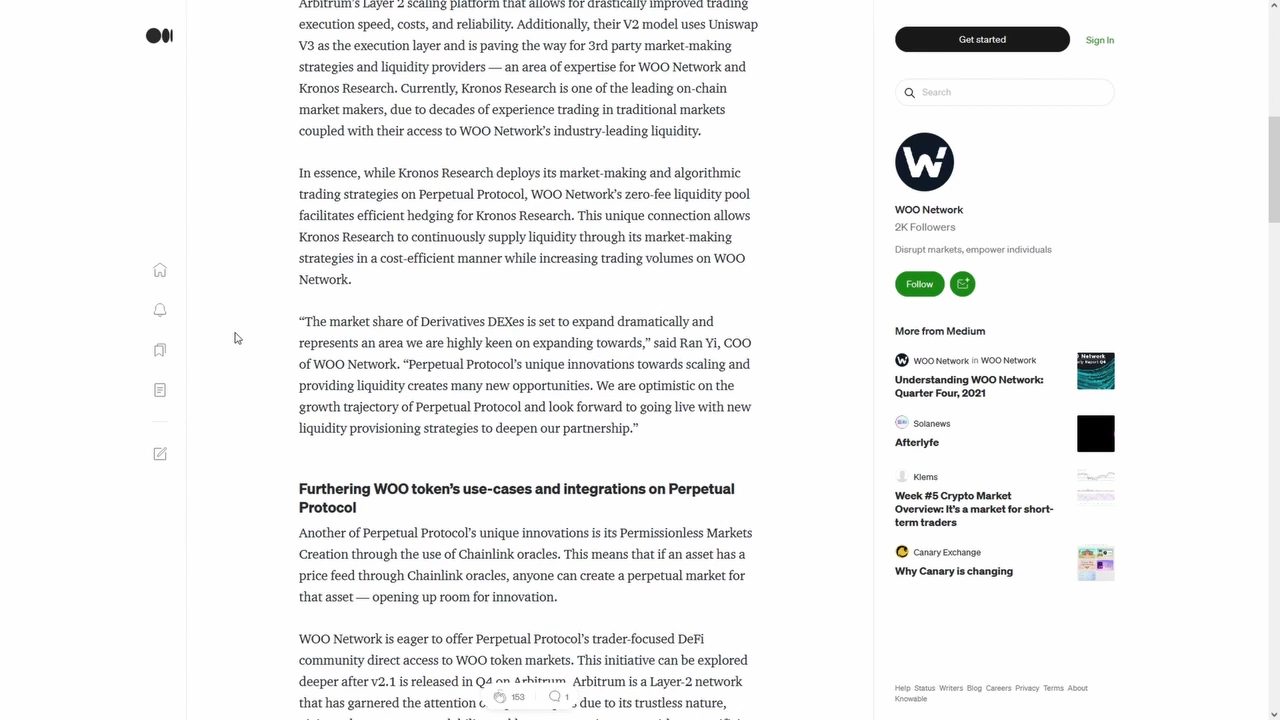 Arbitrum's Layer 2 scaling platform that allows for drastically improved trading
execution speed, costs, and reliability. Additionally, their V2 model uses Uniswap
V3 as the execution layer and is paving the way for 3rd party market-making
strategies and liquidity providers — an area of expertise for WOO Network and
Kronos Research. Currently, Kronos Research is one of the leading on-chain
market makers, due to decades of experience trading in traditional markets
coupled with their access to WOO Network's industry-leading liquidity.
In essence, while Kronos Research deploys its market-making and algorithmic
trading strategies on Perpetual Protocol, WOO Network's zero-fee liquidity pool
facilitates efficient hedging for Kronos Research. This unique connection allows
Kronos Research to continuously supply liquidity through its market-making
strategies in a cost-efficient manner while increasing trading volumes on WOO
Network.
“The market share of Derivatives DEXes is set to expand dramatically and
represents an area we are highly keen on expanding towards,” said Ran Yi, COO
of WOO Network. “Perpetual Protocol's unique innovations towards scaling and
providing liquidity creates many new opportunities. We are optimistic on the
growth trajectory of Perpetual Protocol and look forward to going live with new
liquidity provisioning strategies to deepen our partnership.”
Furthering WOO token's use-cases and integrations on Perpetual
Protocol
Another of Perpetual Protocol's unique innovations is its Permissionless Markets
Creation through the use of Chainlink oracles. This means that if an asset has a
price feed through Chainlink oracles, anyone can create a perpetual market for
that asset — opening up room for innovation.
WOO Network is eager to offer Perpetual Protocol's trader-focused DeFi
community direct access to WOO token markets. This initiative can be explored
deeper after v2.1 is released in Q4 on Arbitrum. Arbitrum is a Layer-2 network
that has garnered the attention due to its trustless nature,
153
1
Get started
Sign In
Search
WOO Network
2K Followers
Disrupt markets, empower individuals
Follow
More from Medium
WOO Network in WOO Network
Understanding WOO Network:
Quarter Four, 2021
Solanews
Afterlyfe
Klems
Week #5 Crypto Market
Overview: It's a market for short-
term traders
Canary Exchange
Why Canary is changing
Help Status Writers Blog Careers Privacy Terms About
Knowable